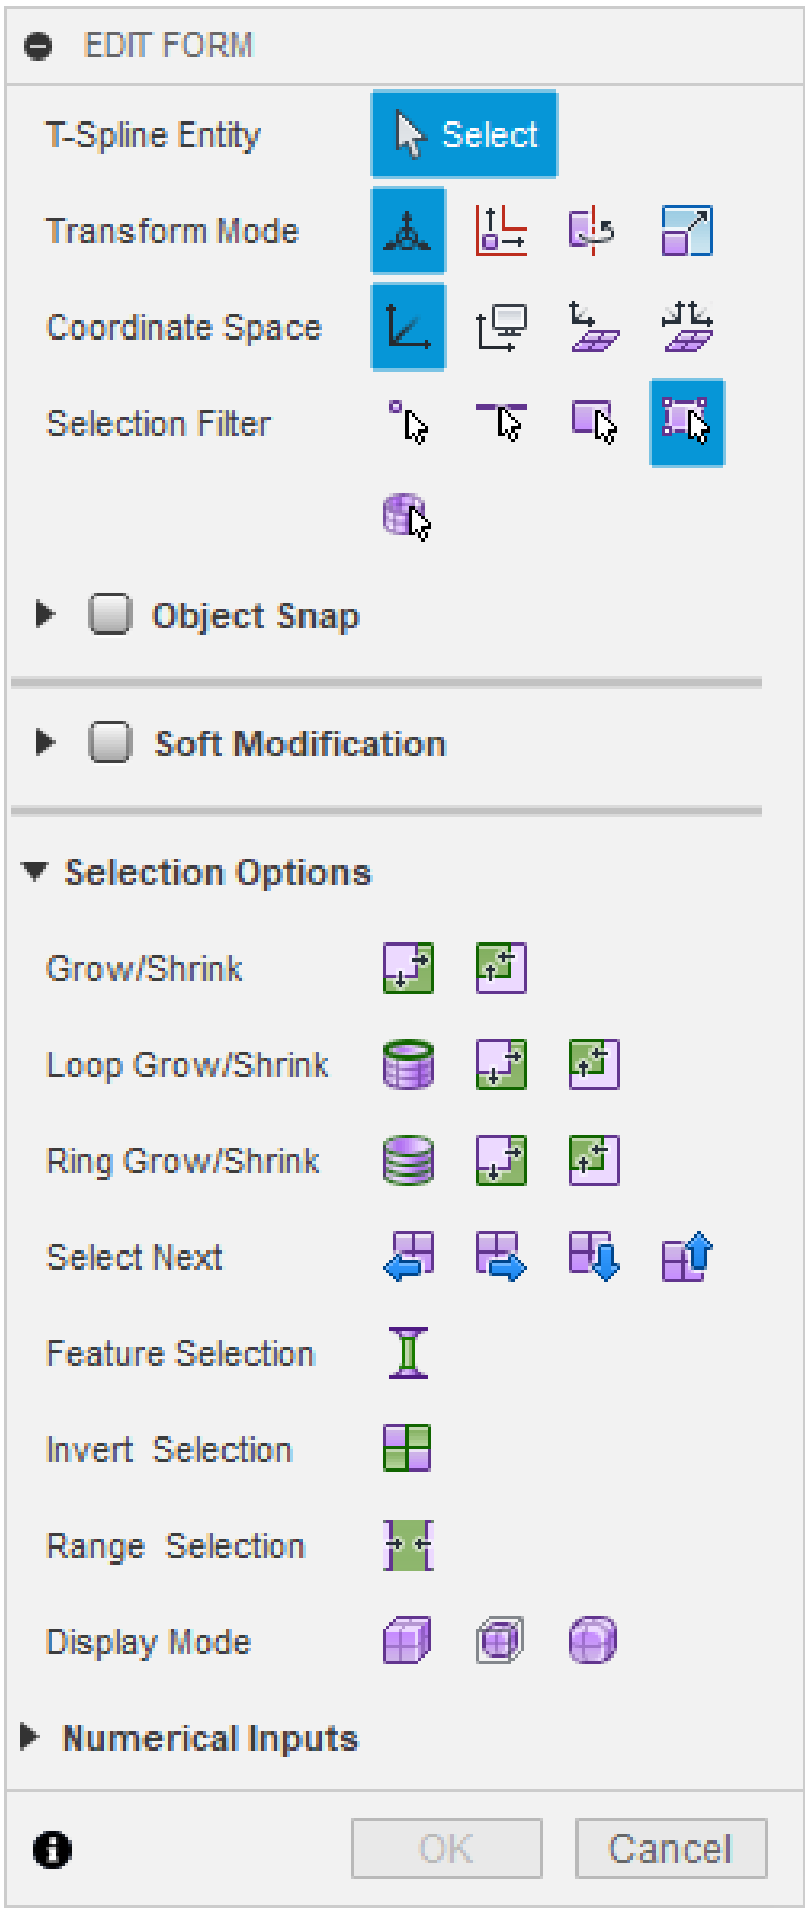 EDIT FORM
T-Spline Entity Select
Transform Mode
Coordinate Space
Selection Filter
Object Snap
Soft Modification
Selection Options
Grow/Shrink
Loop Grow/Shrink
Ring Grow/Shrink
Select Next
Feature Selection
Invert Selection
Range Selection
Display Mode
Numerical Inputs
OK Cancel